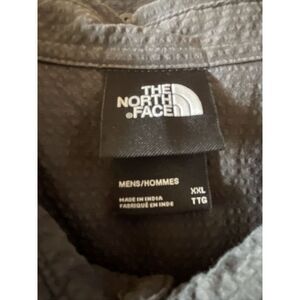 THE
NORTH
®FACE
MENS/HOMMES
XXL
TTG
MADE IN INDIA
FABRIQUÉ EN INDE